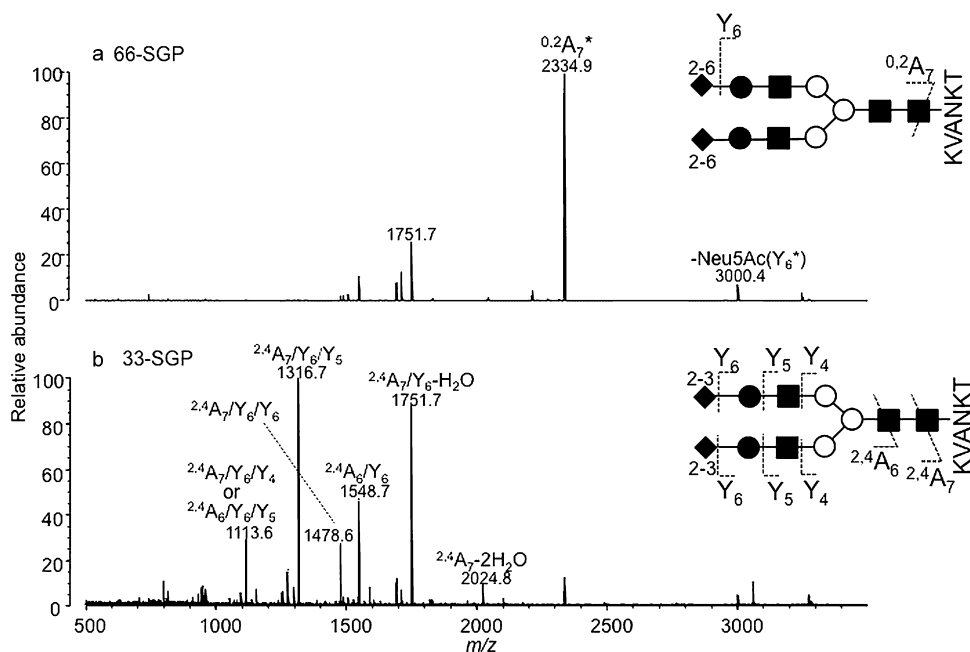 a 66-SGP
0,2A7*
2334.9
Y6
2-6
0,2A7
2-6
KVANKT
1751.7
-Neu5Ac(Y6*)
3000.4
100
80
60
40
20
0
Relative abundance
b 33-SGP
2.4A7/Y6/Y5
1316.7
2.4A7/Y6-H2O
1751.7
2.4A7/Y6/Y6
2.4A6/Y6
1548.7
2.4A7/Y6/Y4
or
2.4A6/Y6/Y5
1113.6
1478.6
2.4A7-2H2O
2024.8
Y6 Y5 Y4
2-3
2-3
Y6 Y5 Y4
2,4A6
2,4A7
KVANKT
100
80
60
40
20
0
500 1000 1500 2000 2500 3000
m/z